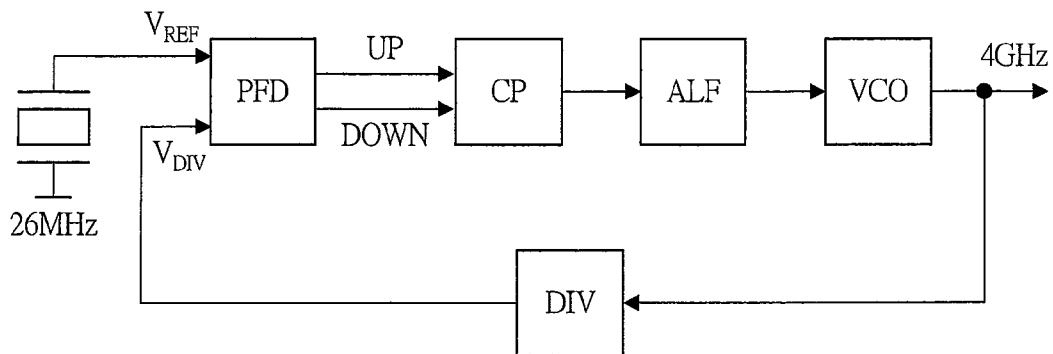 V_REF
UP
4GHz
PFD
CP
ALF
VCO
V_DIV
DOWN
26MHz
DIV